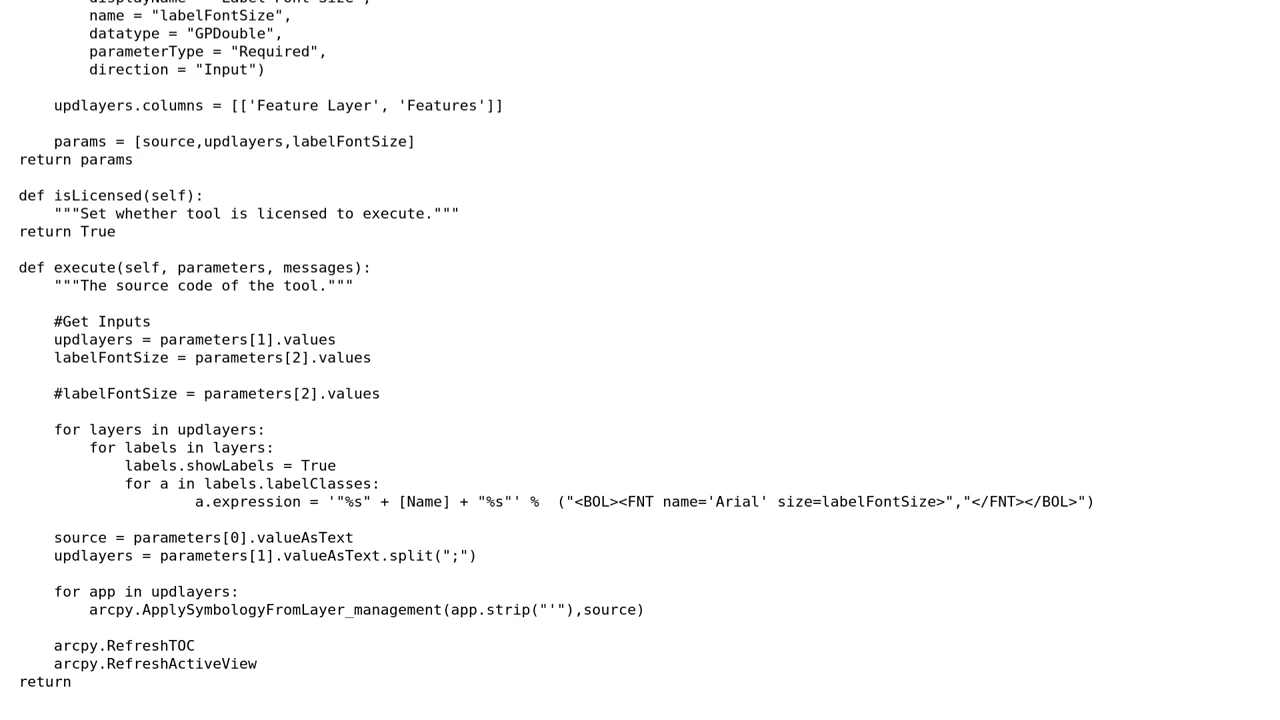 name = "labelFontSize",
datatype = "GPDouble",
parameterType = "Required",
direction = "Input")
updlayers.columns = [['Feature Layer', 'Features']]
params = [source,updlayers,labelFontSize]
return params
def isLicensed(self):
"""Set whether tool is licensed to execute."""
return True
def execute(self, parameters, messages):
"""The source code of the tool."""
#Get Inputs
updlayers = parameters[1].values
labelFontSize = parameters[2].values
#labelFontSize = parameters[2].values
for layers in updlayers:
for labels in layers:
labels.showLabels = True
for a in labels.labelClasses:
a.expression = '"%s" + [Name] + "%s"' %  ("<BOL><FNT name='Arial' size=labelFontSize>","</FNT></BOL>")
source = parameters[0].valueAsText
updlayers = parameters[1].valueAsText.split(";")
for app in updlayers:
arcpy.ApplySymbologyFromLayer_management(app.strip("'"),source)
arcpy.RefreshTOC
arcpy.RefreshActiveView
return